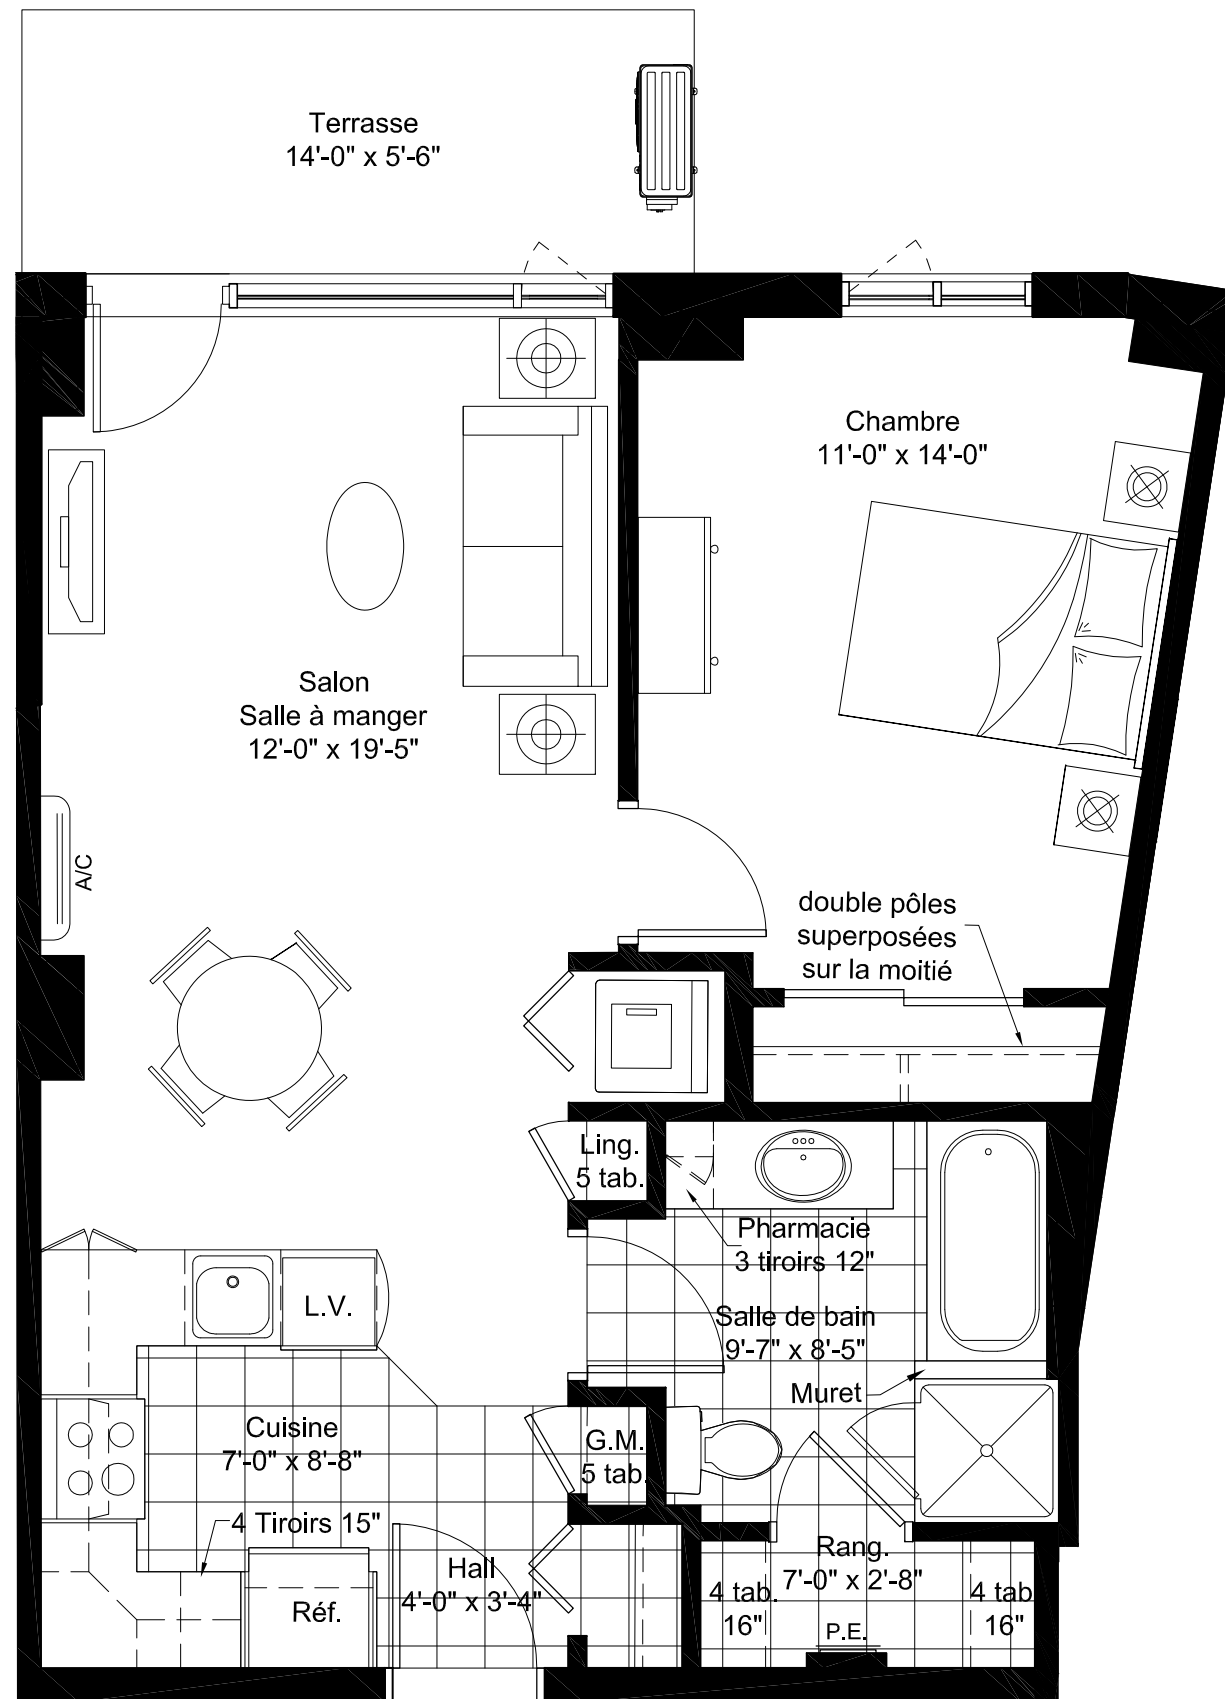 Terrasse
14'-0" x 5'-6"
Chambre
11'-0" x 14'-0"
Salon
Salle à manger
12'-0" x 19'-5"
A/C
double pôles
superposées
sur la moitié
Ling.
5 tab.
Pharmacie
3 tiroirs 12"
L.V.
Salle de bain
9'-7" x 8'-5"
Muret
Cuisine
7'-0" x 8'-8"
G.M.
5 tab.
4 Tiroirs 15"
Hall
4'-0" x 3'-4"
Réf.
Rang.
7'-0" x 2'-8"
4 tab.
16"
4 tab.
16"
P.E.